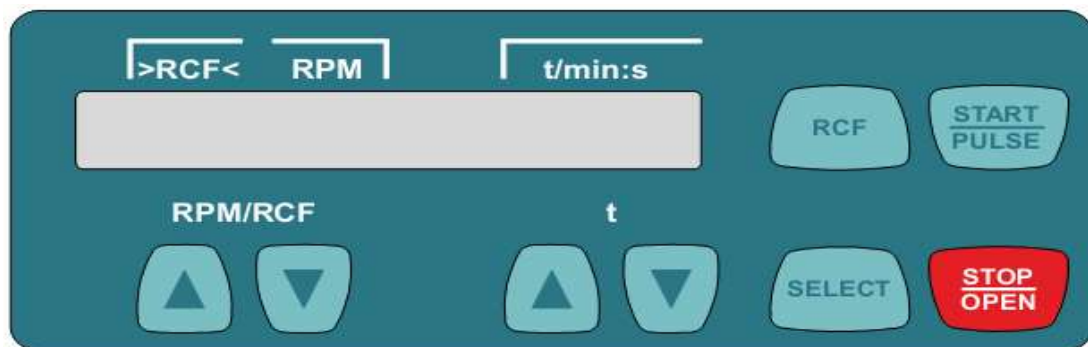 >RCF< RPM t/min:s
RCF
START
PULSE
RPM/RCF t
SELECT
STOP
OPEN